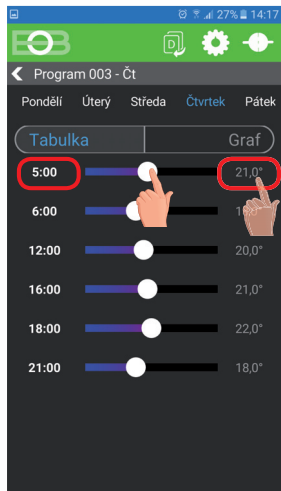 27% 14:17
EOB
D
Program 003 - Čt
Pondělí Úterý Středa Čtvrtek Pátek
Tabulka Graf
5:00 21,0°
6:00
12:00 20,0°
16:00 21,0°
18:00 22,0°
21:00 18,0°